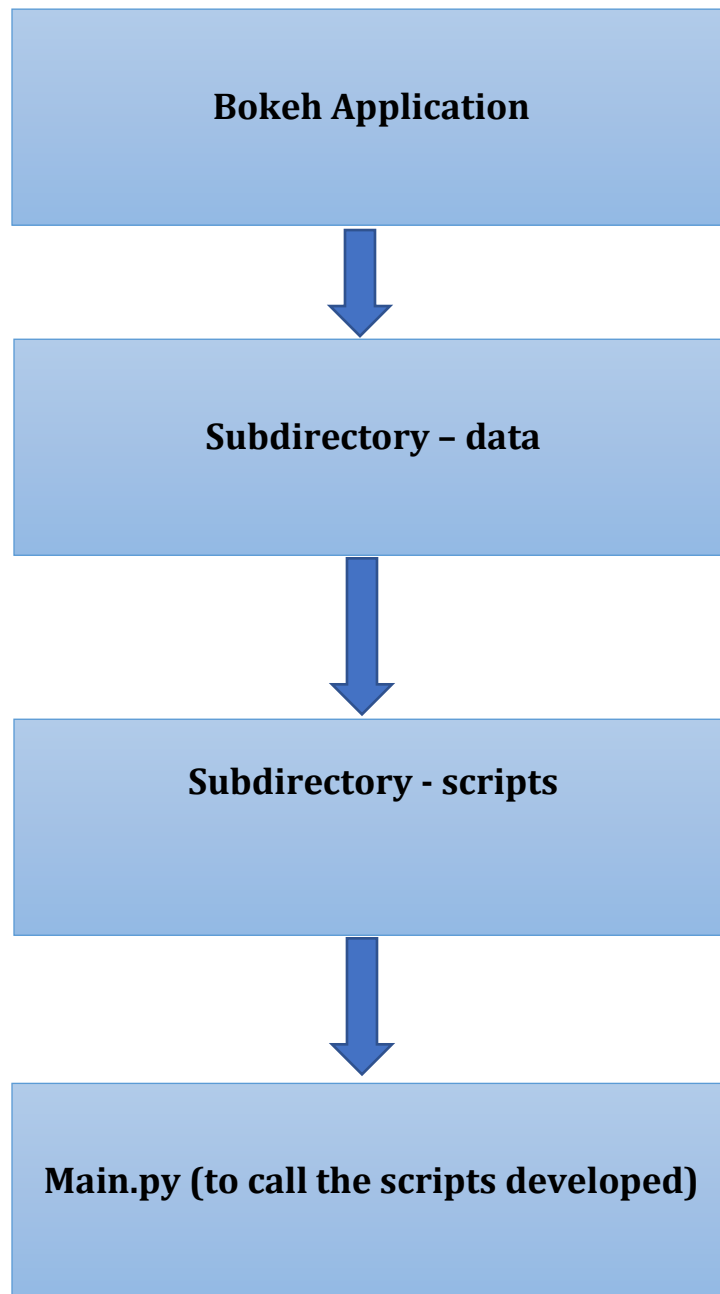 Bokeh Application
Subdirectory – data
Subdirectory - scripts
Main.py (to call the scripts developed)